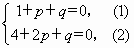 1+p+q=0, (1)
4+2p+q=0, (2)